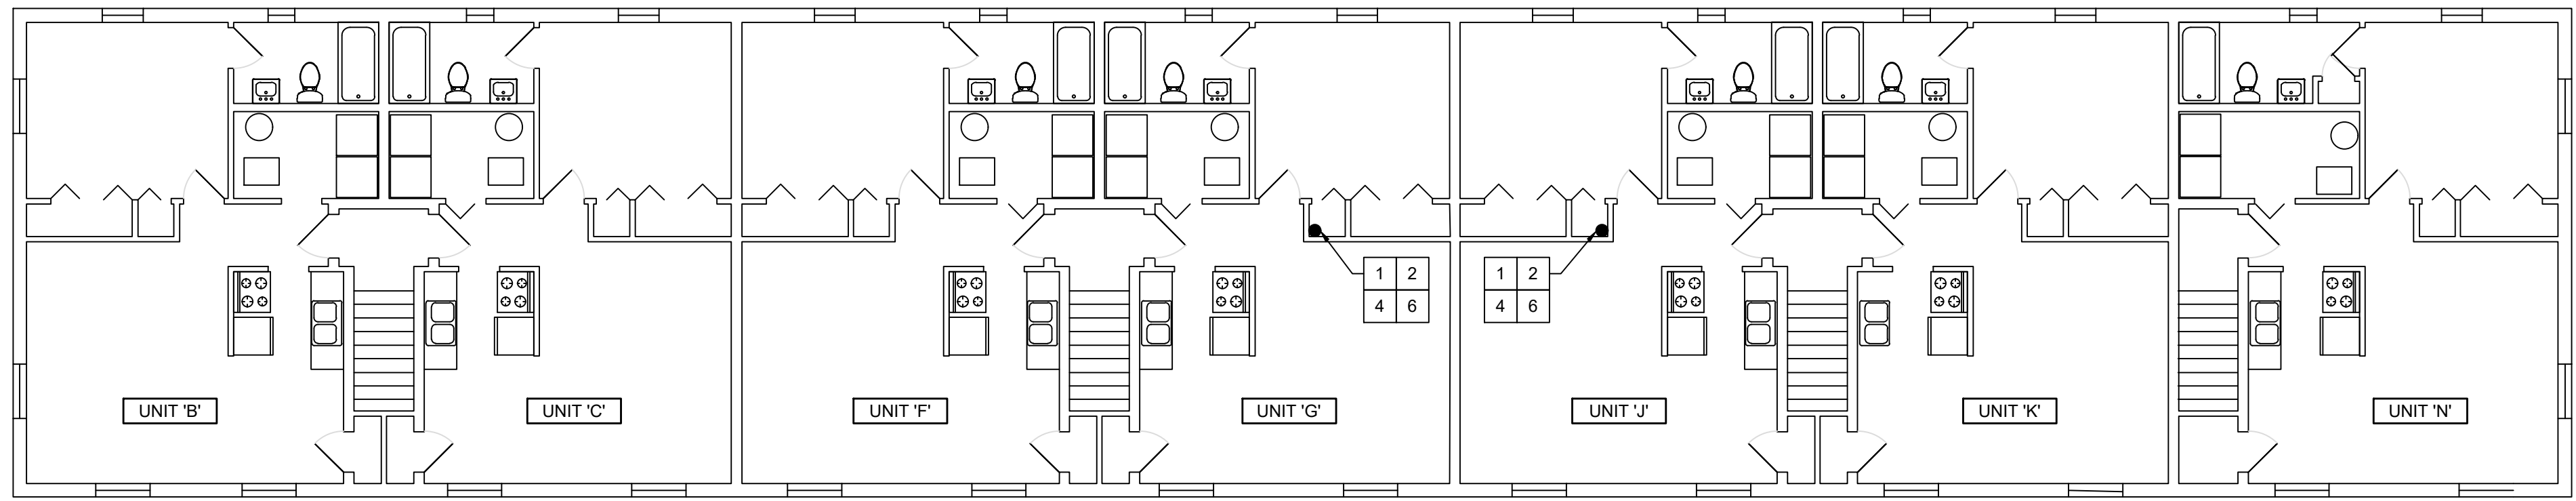 1 2
4 6
1 2
4 6
UNIT 'B'
UNIT 'C'
UNIT 'F'
UNIT 'G'
UNIT 'J'
UNIT 'K'
UNIT 'N'